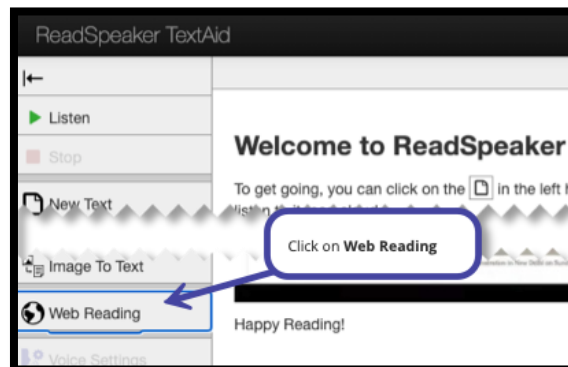 ReadSpeaker TextAid
Listen
Stop
Welcome to ReadSpeaker
To get going, you can click on the in the left
New Text
Click on Web Reading
Image To Text
Web Reading
Happy Reading!
Voice Settings